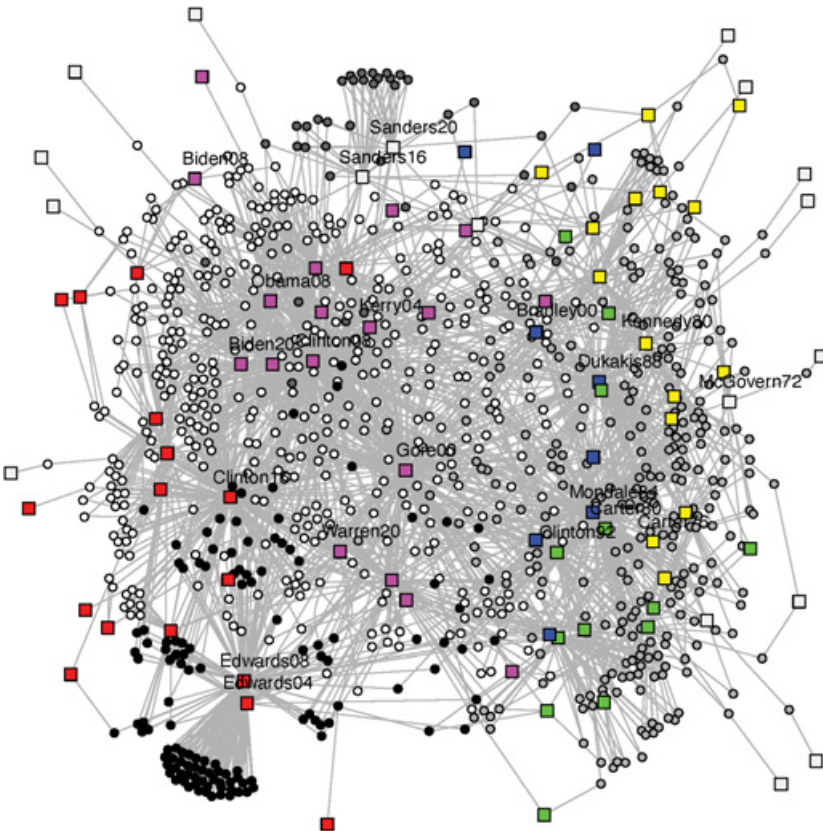 Sanders20
Sanders16
Biden08
Obama08
Kerry04
Bradley00
Kennedy80
Biden20
Clinton08
Dukakis88
McGovern72
Gore00
Clinton16
Mondale84
Carter80
Carter76
Warren20
Clinton92
Edwards08
Edwards04